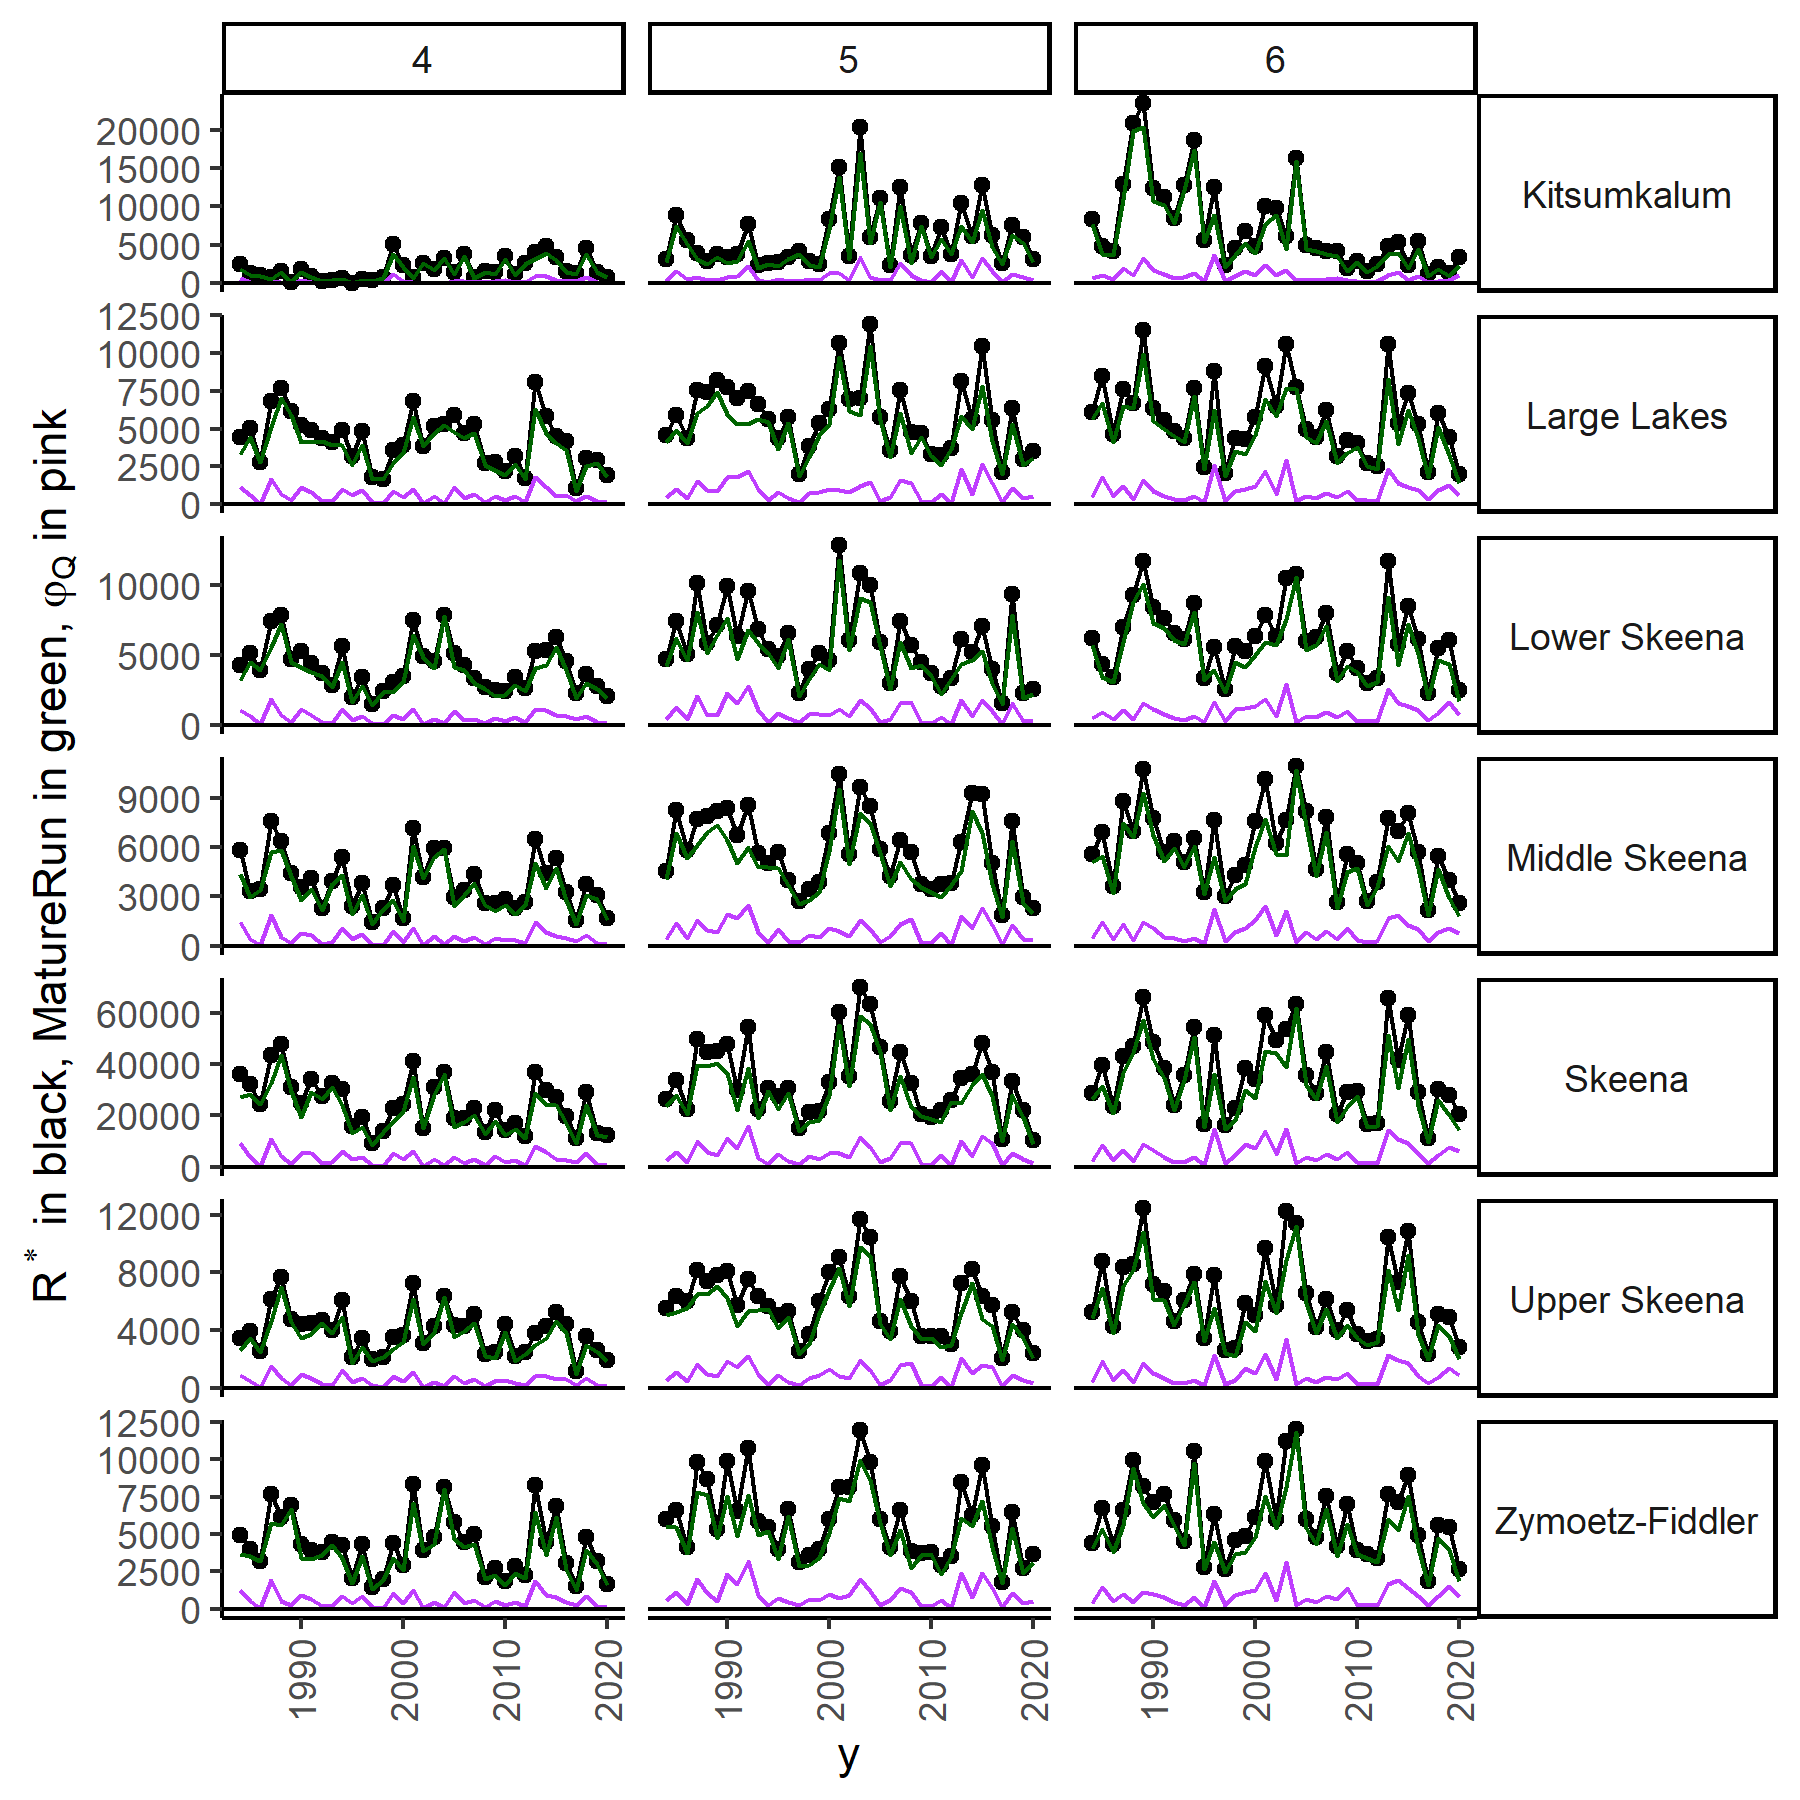 4 5 6
20000
15000
10000
5000
0
Kitsumkalum
12500
10000
7500
5000
2500
0
Large Lakes
10000
5000
0
Lower Skeena
9000
6000
3000
0
Middle Skeena
60000
40000
20000
0
Skeena
12000
8000
4000
0
Upper Skeena
12500
10000
7500
5000
2500
0
Zymoetz-Fiddler
1990 2000 2010 2020 1990 2000 2010 2020 1990 2000 2010 2020
y
R* in black, MatureRun in green, φQ in pink